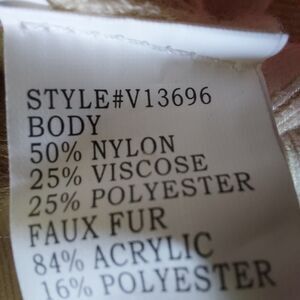 STYLE#V13696
BODY
50% NYLON
25% VISCOSE
25% POLYESTER
FAUX FUR
84% ACRYLIC
16% POLYESTER